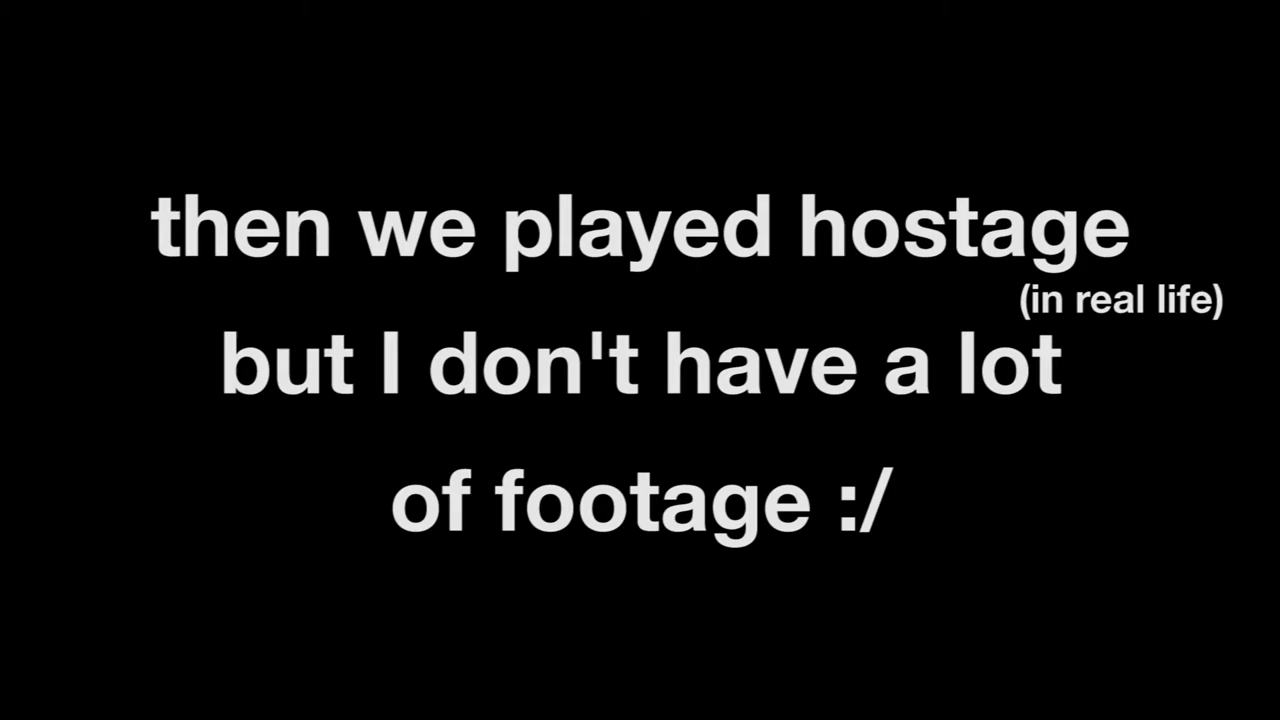 then we played hostage
(in real life)
but I don't have a lot
of footage :/